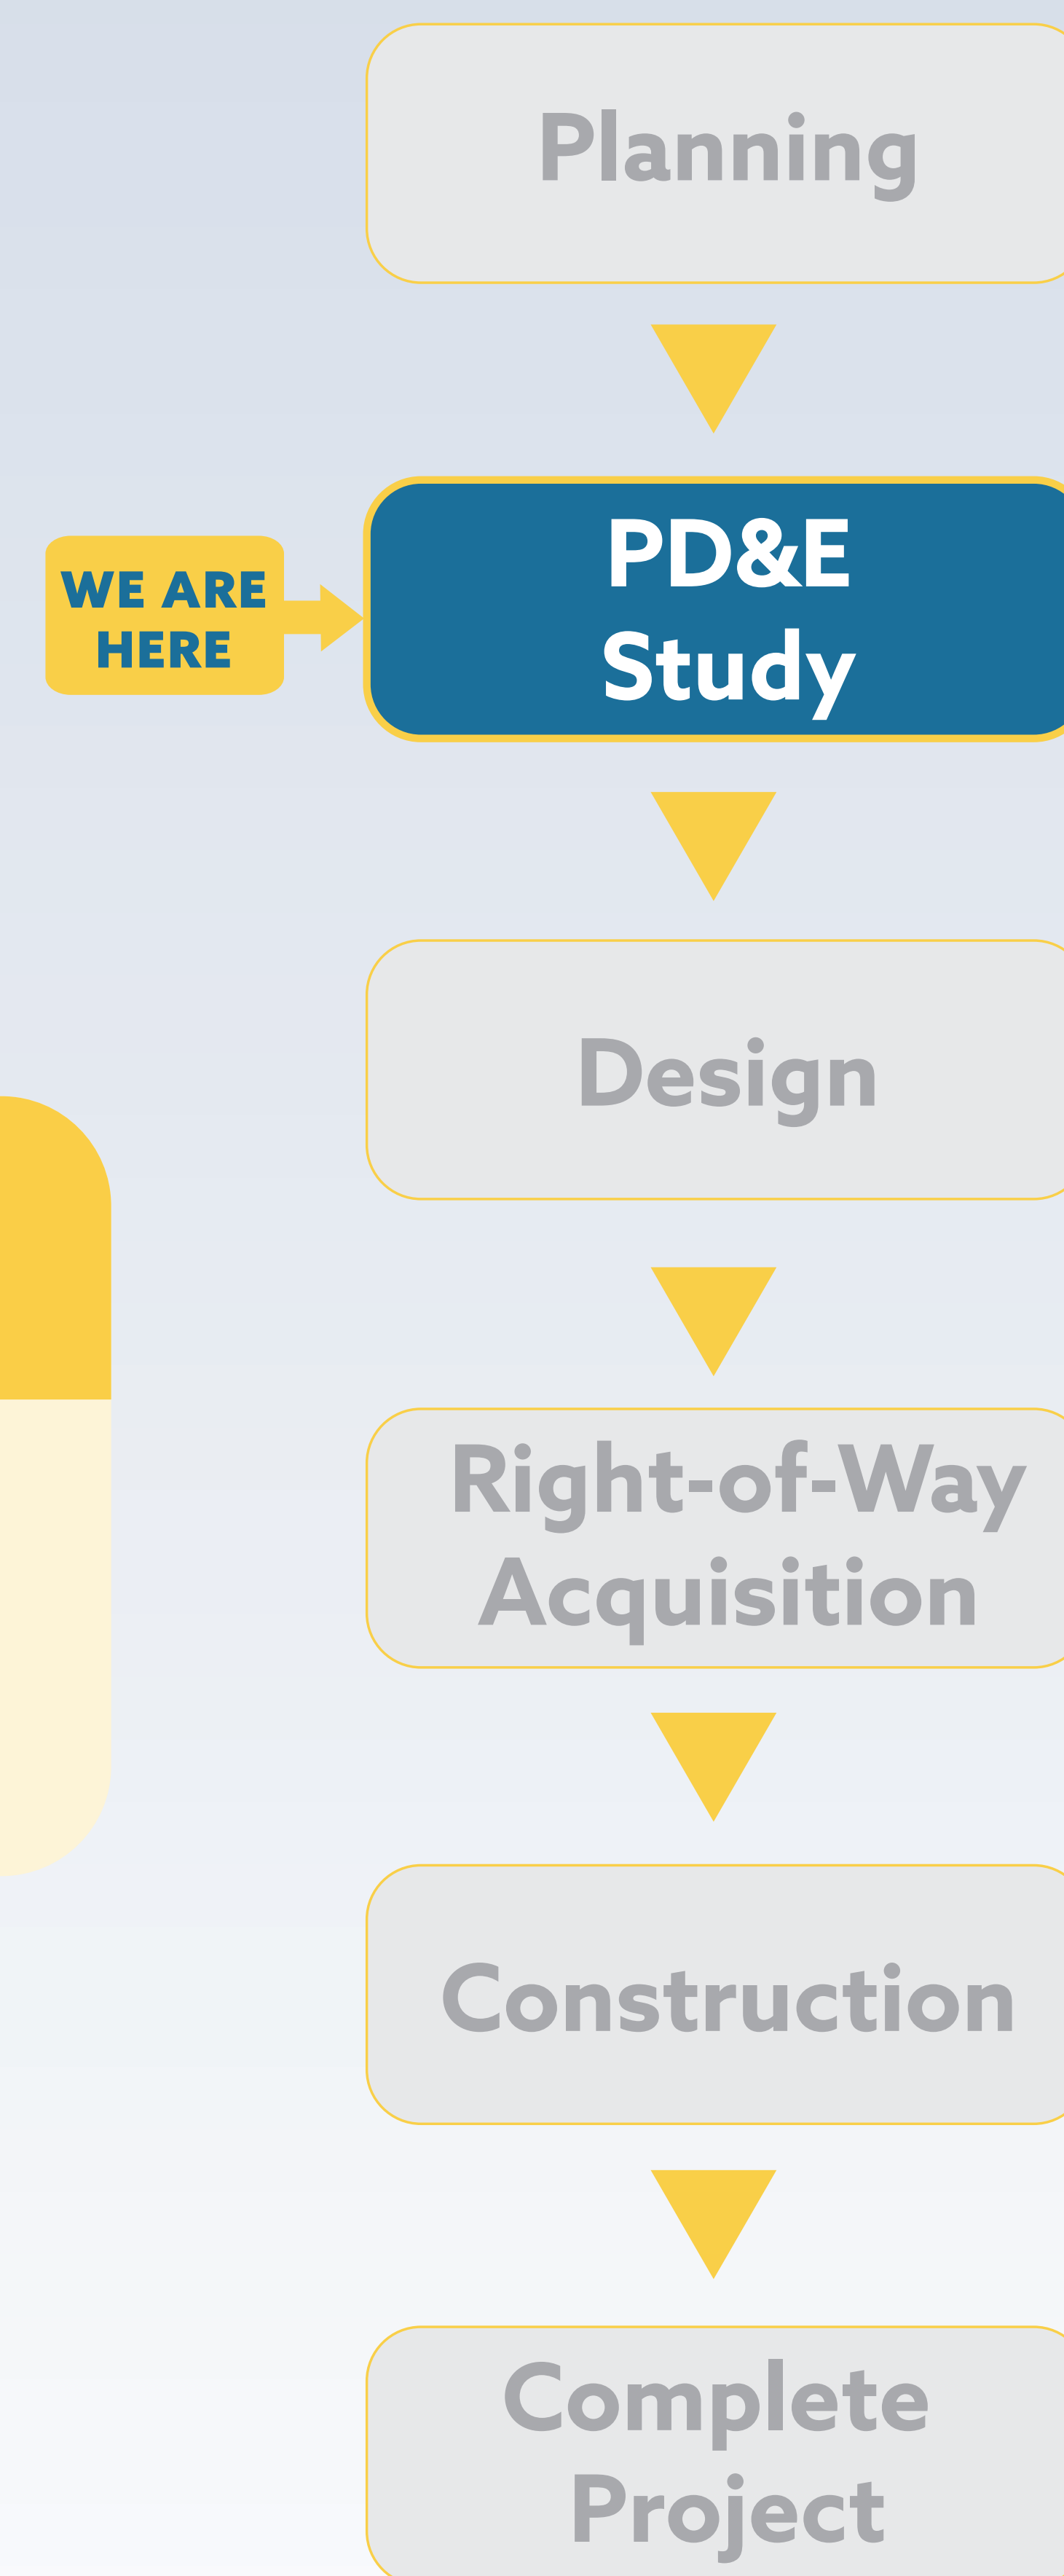 Planning
PD&E
Study
WE ARE
HERE
Design
Right-of-Way
Acquisition
Construction
Complete
Project